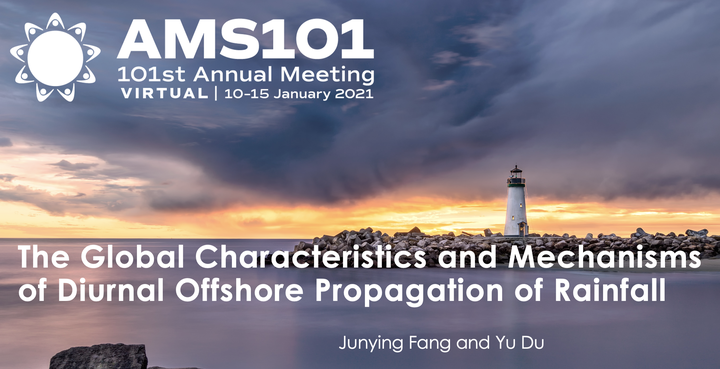 AMS101
101st Annual Meeting
VIRTUAL | 10-15 January 2021
The Global Characteristics and Mechanisms
of Diurnal Offshore Propagation of Rainfall
Junying Fang and Yu Du